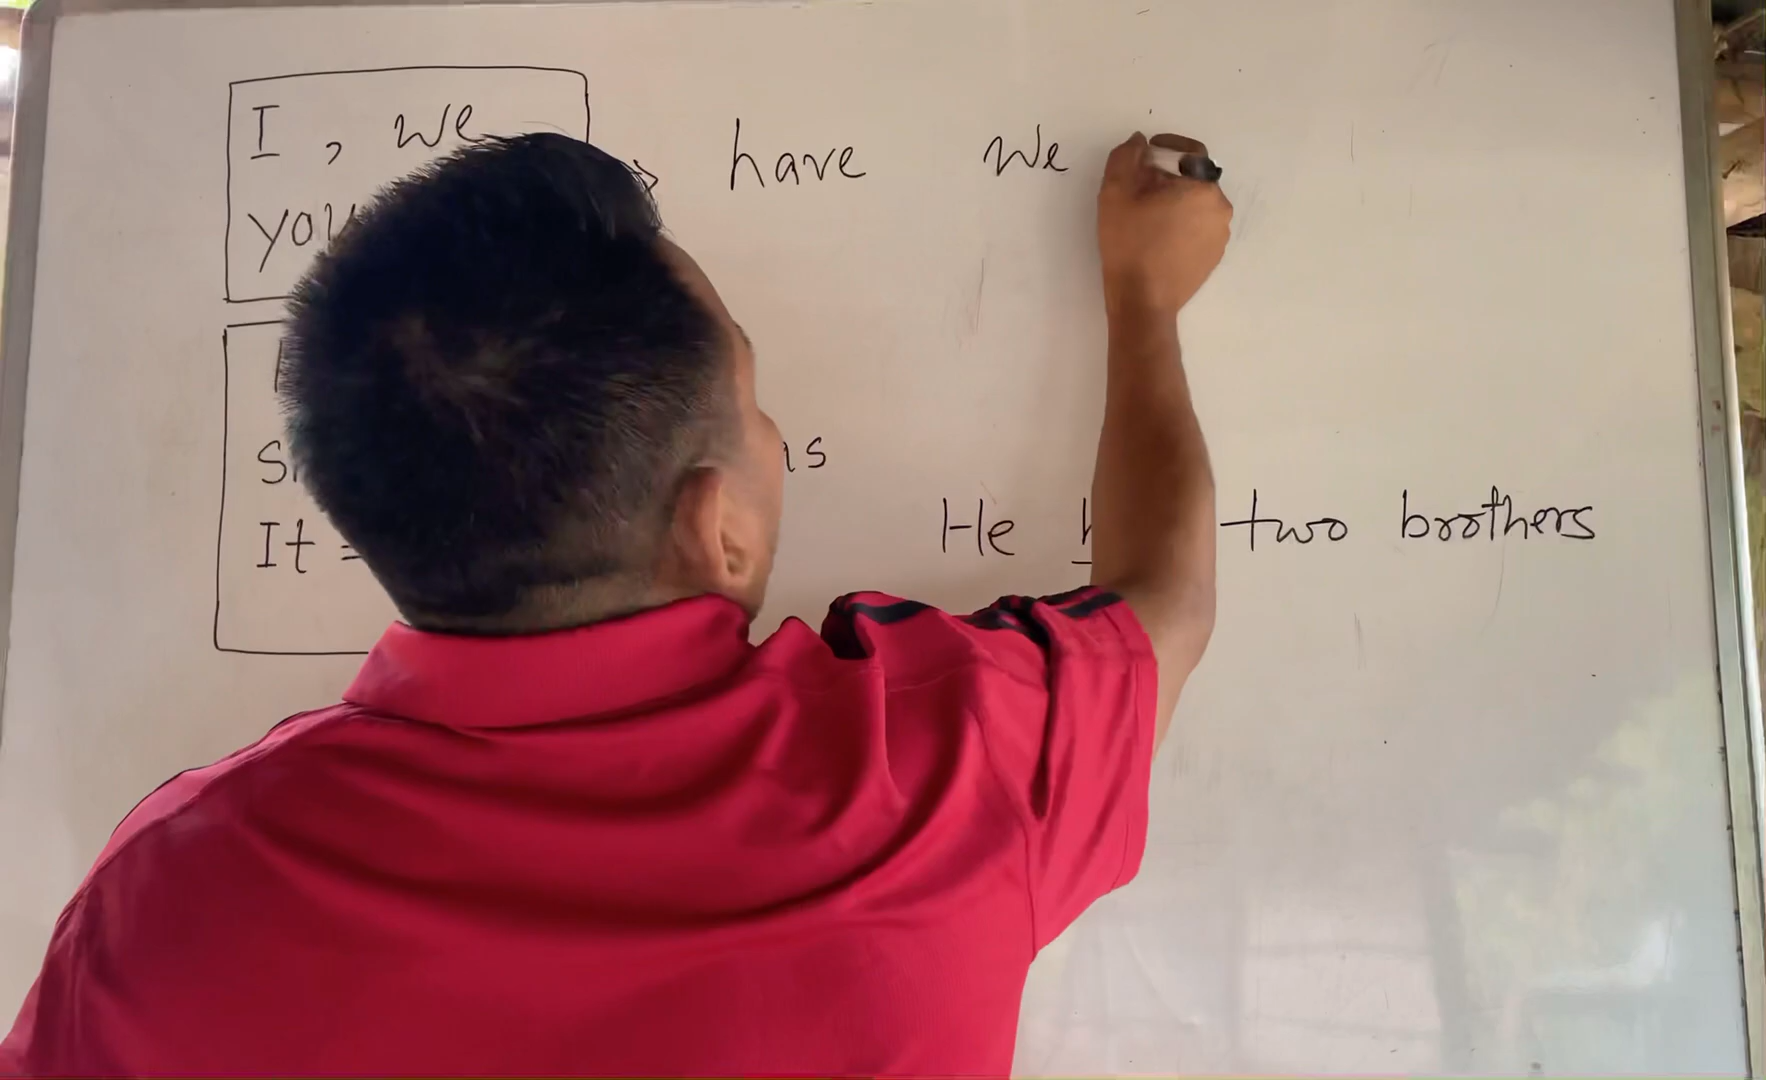 I , we
you
have We
It =
He two brothers